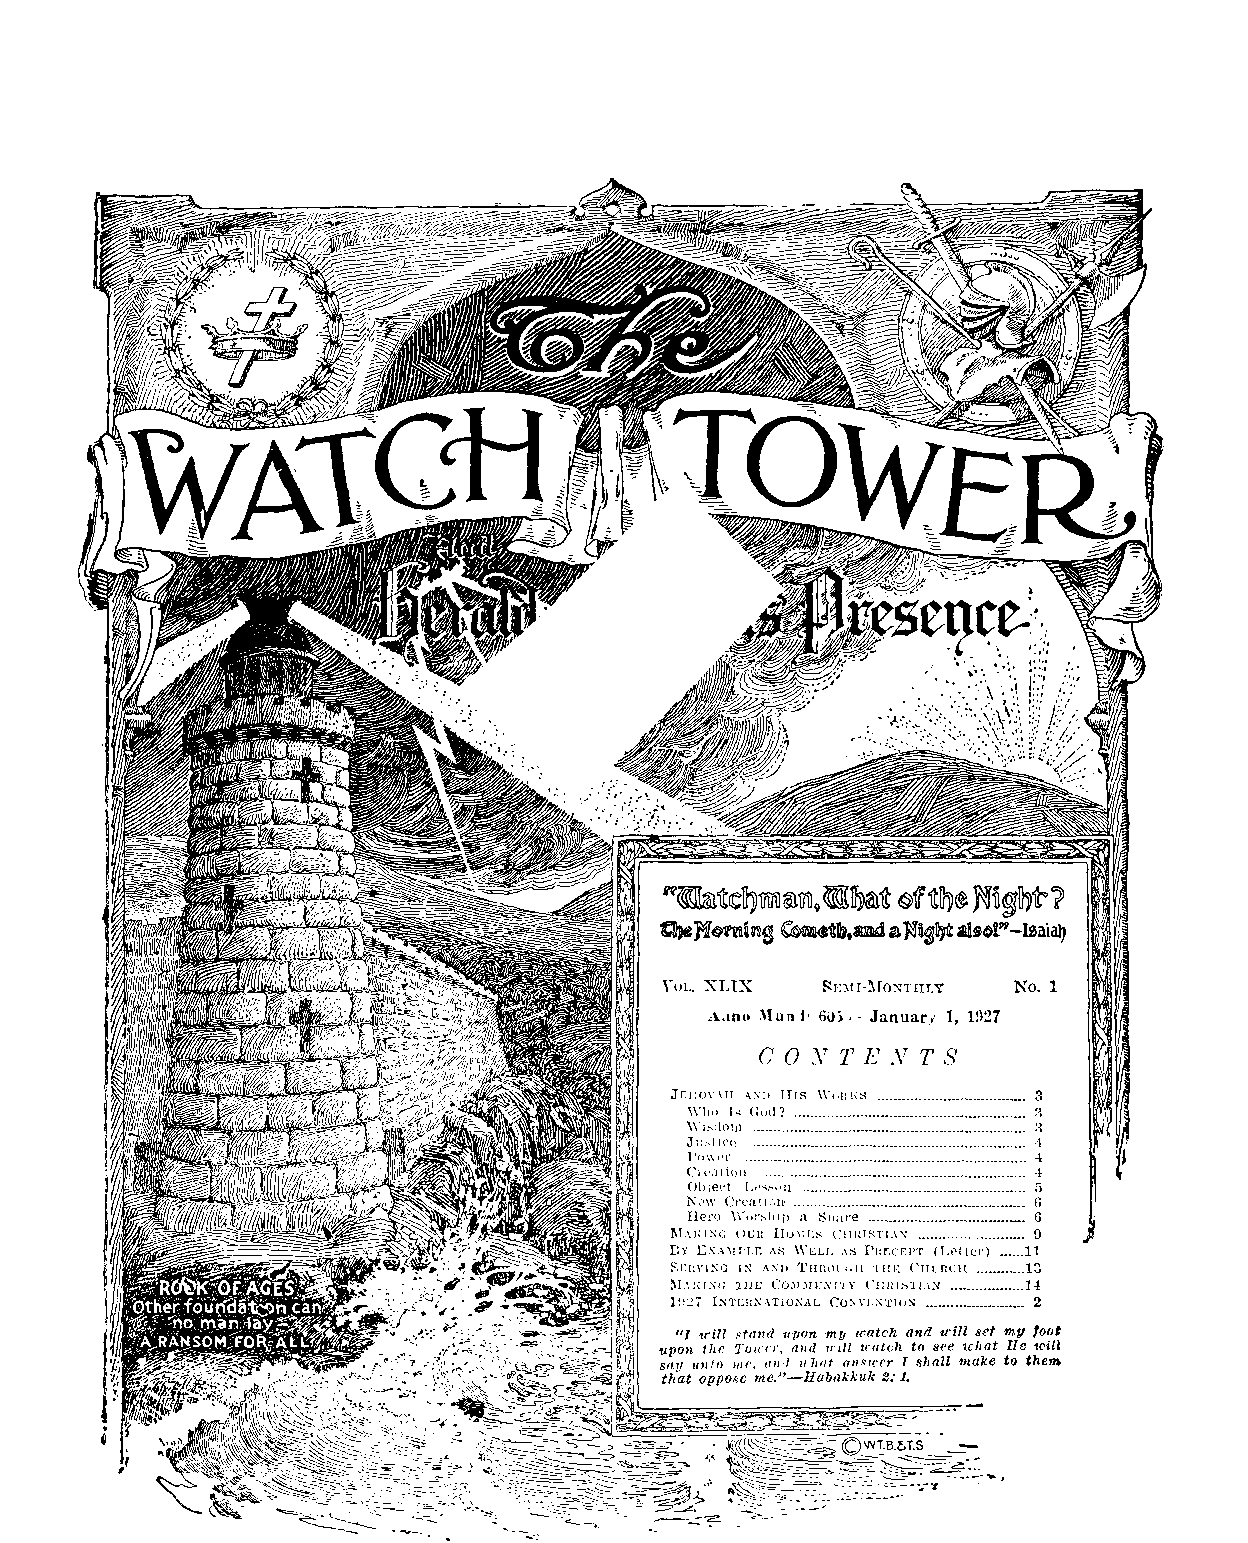 The
WATCH TOWER
And
Herald s Presence
"Watchman, What of the Night?
The Morning Cometh, and a Night also!"—Isaiah
VOL. XLIX SEMI-MONTHLY No. 1
Anno Mundi January 1, 1927
CONTENTS
JEHOVAH AND HIS WORKS 3
Who Is God? 3
Wisdom 3
Justice 4
Power 4
Creation 4
Object Lesson 5
New Creation 6
Hero Worship a Snare 6
MAKING OUR HOMES CHRISTIAN 9
BY EXAMPLE AS WELL AS PRECEPT (Letter) 11
SERVING IN AND THROUGH THE CHURCH 13
MAKING THE COMMUNITY CHRISTIAN 14
1927 INTERNATIONAL CONVENTION 2
"I will stand upon my watch and will set my foot
upon the Tower, and will watch to see what He will
say unto me, and what answer I shall make to them
that oppose me."—Habakkuk 2:1.
ROCK OF AGES
Other foundation can
no man lay
A RANSOM FOR ALL
©W.T.B.&T.S